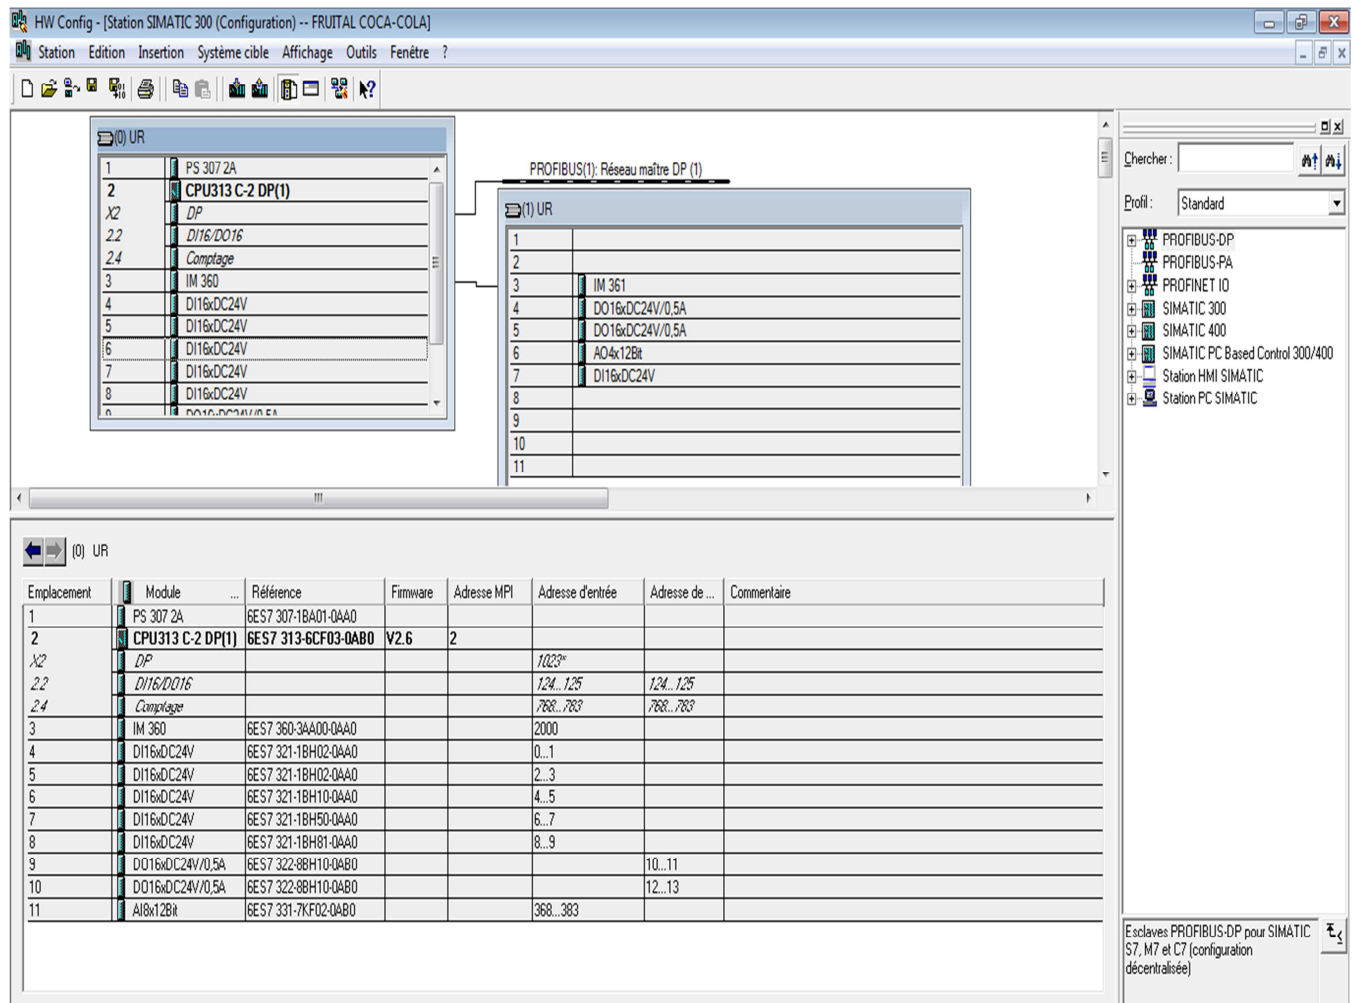 HW Config - [Station SIMATIC 300 (Configuration) -- FRUITAL COCA-COLA]
Station Edition Insertion Système cible Affichage Outils Fenêtre ?
(0) UR
1 PS 307 2A
2 CPU313 C-2 DP(1)
X2 DP
2.2 DI16/DO16
2.4 Comptage
3 IM 360
4 DI16xDC24V
5 DI16xDC24V
6 DI16xDC24V
7 DI16xDC24V
8 DI16xDC24V
9 DO16xDC24V/0,5A
PROFIBUS(1): Réseau maître DP (1)
(1) UR
1
2
3 IM 361
4 DO16xDC24V/0,5A
5 DO16xDC24V/0,5A
6 AO4x12Bit
7 DI16xDC24V
8
9
10
11
Chercher :
Profil : Standard
PROFIBUS-DP
PROFIBUS-PA
PROFINET IO
SIMATIC 300
SIMATIC 400
SIMATIC PC Based Control 300/400
Station HMI SIMATIC
Station PC SIMATIC
(0) UR
Emplacement Module ... Référence Firmware Adresse MPI Adresse d'entrée Adresse de ... Commentaire
1 PS 307 2A 6ES7 307-1BA01-0AA0
2 CPU313 C-2 DP(1) 6ES7 313-6CF03-0AB0 V2.6 2
X2 DP 1023*
2.2 DI16/DO16 124...125 124...125
2.4 Comptage 768...783 768...783
3 IM 360 6ES7 360-3AA00-0AA0 2000
4 DI16xDC24V 6ES7 321-1BH02-0AA0 0...1
5 DI16xDC24V 6ES7 321-1BH02-0AA0 2...3
6 DI16xDC24V 6ES7 321-1BH10-0AA0 4...5
7 DI16xDC24V 6ES7 321-1BH50-0AA0 6...7
8 DI16xDC24V 6ES7 321-1BH81-0AA0 8...9
9 DO16xDC24V/0,5A 6ES7 322-8BH10-0AB0 10...11
10 DO16xDC24V/0,5A 6ES7 322-8BH10-0AB0 12...13
11 AI8x12Bit 6ES7 331-7KF02-0AB0 368...383
Esclaves PROFIBUS-DP pour SIMATIC
S7, M7 et C7 (configuration
décentralisée)